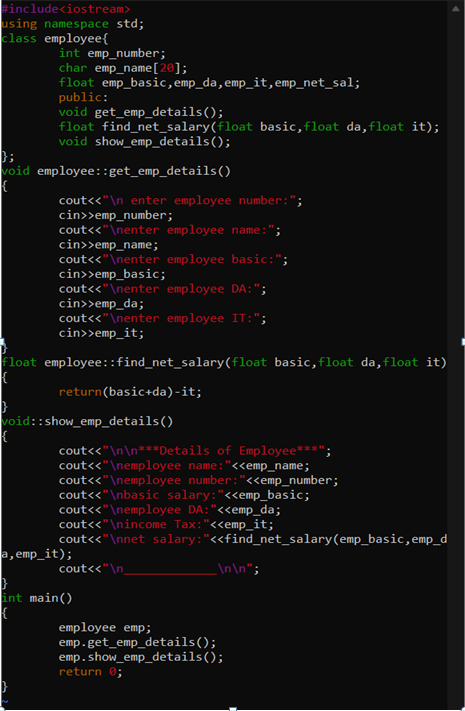 #include<iostream>
using namespace std;
class employee{
        int emp_number;
        char emp_name[20];
        float emp_basic,emp_da,emp_it,emp_net_sal;
        public:
        void get_emp_details();
        float find_net_salary(float basic,float da,float it);
        void show_emp_details();
};
void employee::get_emp_details()
{
        cout<<"\n enter employee number:";
        cin>>emp_number;
        cout<<"\nenter employee name:";
        cin>>emp_name;
        cout<<"\nenter employee basic:";
        cin>>emp_basic;
        cout<<"\nenter employee DA:";
        cin>>emp_da;
        cout<<"\nenter employee IT:";
        cin>>emp_it;
}
float employee::find_net_salary(float basic,float da,float it)
{
        return(basic+da)-it;
}
void::show_emp_details()
{
        cout<<"\n\n***Details of Employee***";
        cout<<"\nemployee name:"<<emp_name;
        cout<<"\nemployee number:"<<emp_number;
        cout<<"\nbasic salary:"<<emp_basic;
        cout<<"\nemployee DA:"<<emp_da;
        cout<<"\nincome Tax:"<<emp_it;
        cout<<"\nnet salary:"<<find_net_salary(emp_basic,emp_d
a,emp_it);
        cout<<"\n_____________\n\n";
}
int main()
{
        employee emp;
        emp.get_emp_details();
        emp.show_emp_details();
        return 0;
}
~